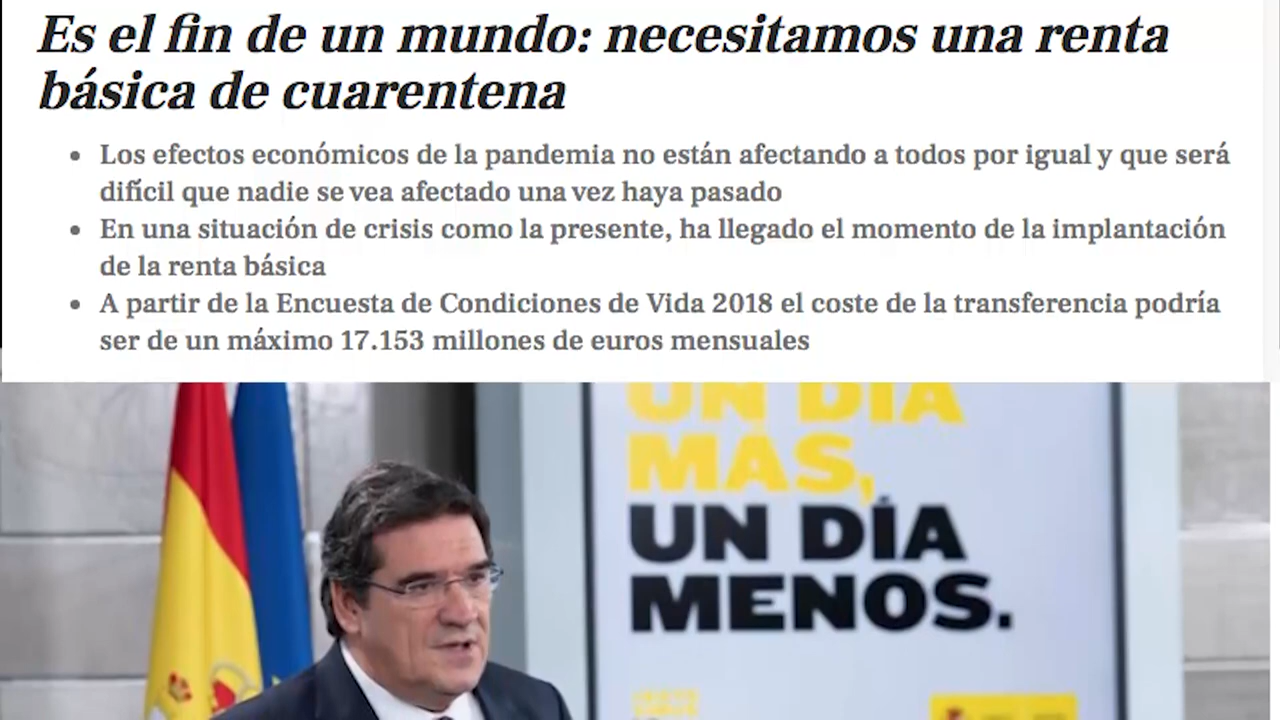 Es el fin de un mundo: necesitamos una renta
básica de cuarentena
• Los efectos económicos de la pandemia no están afectando a todos por igual y que será
difícil que nadie se vea afectado una vez haya pasado
• En una situación de crisis como la presente, ha llegado el momento de la implantación
de la renta básica
• A partir de la Encuesta de Condiciones de Vida 2018 el coste de la transferencia podría
ser de un máximo 17.153 millones de euros mensuales
UN DÍA
MÁS,
UN DÍA
MENOS.